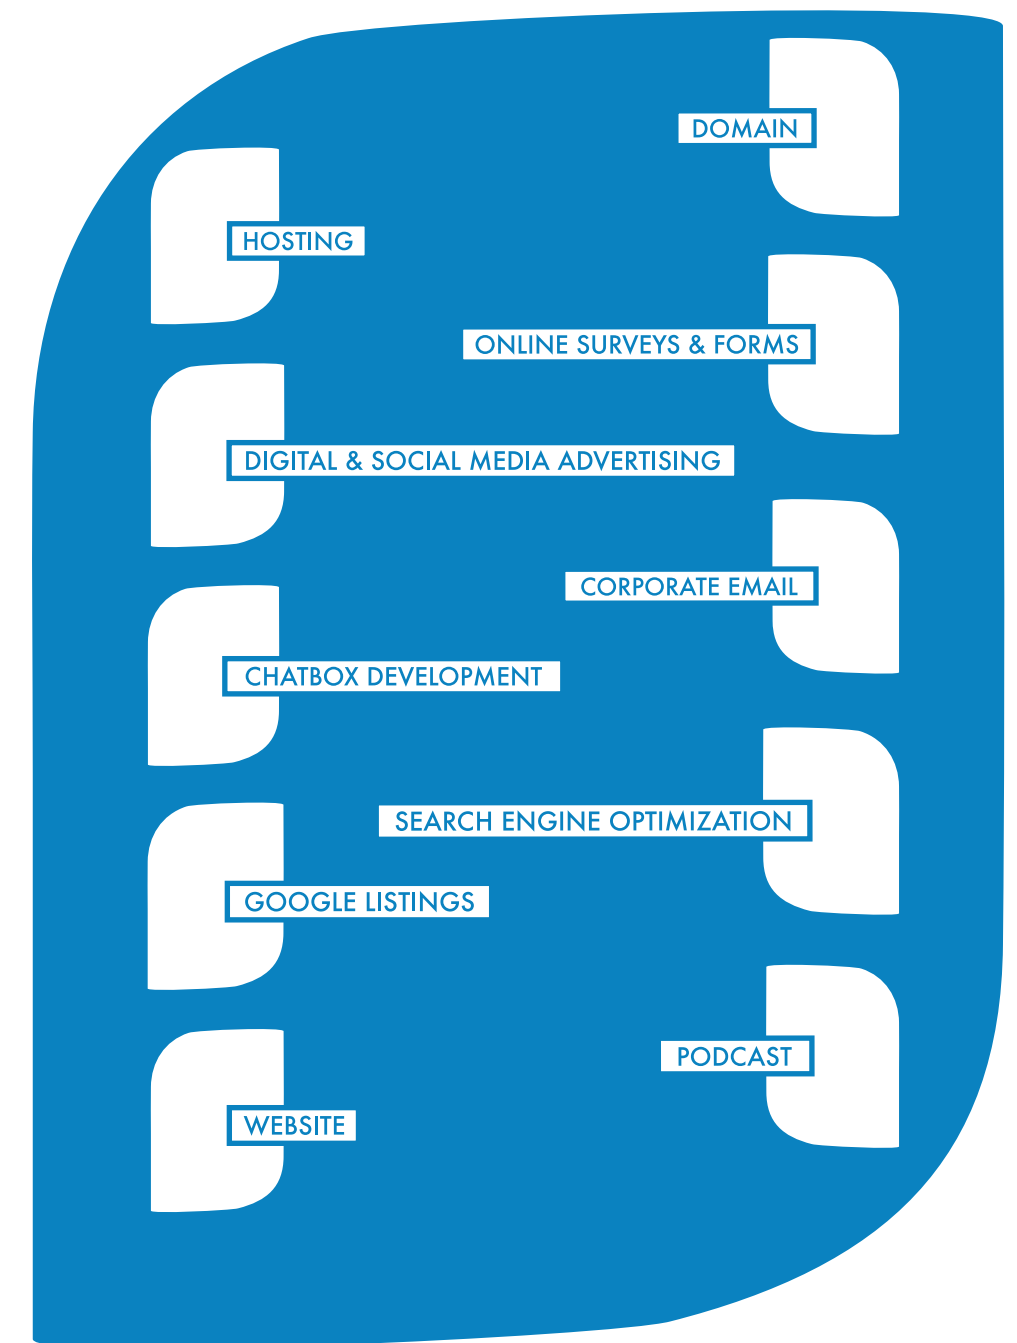 DOMAIN
HOSTING
ONLINE SURVEYS & FORMS
DIGITAL & SOCIAL MEDIA ADVERTISING
CORPORATE EMAIL
CHATBOX DEVELOPMENT
SEARCH ENGINE OPTIMIZATION
GOOGLE LISTINGS
PODCAST
WEBSITE